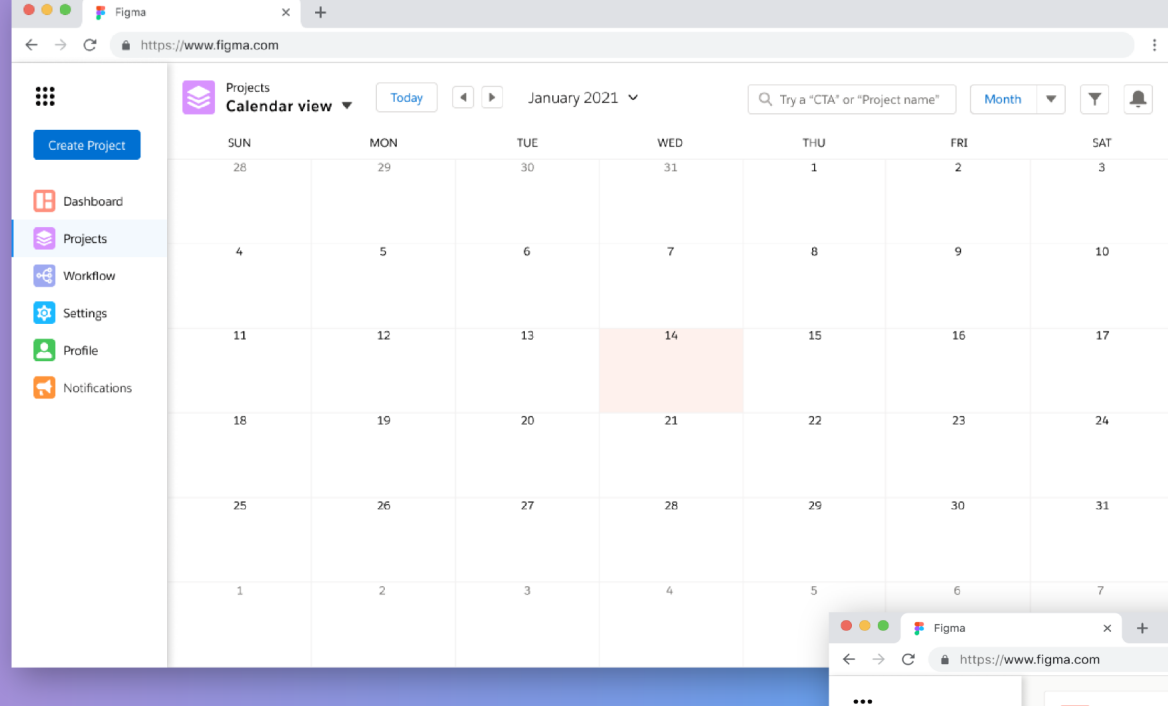 Figma
https://www.figma.com
Projects
Calendar view
Today
January 2021
Try a “CTA” or “Project name”
Month
Create Project
Dashboard
Projects
Workflow
Settings
Profile
Notifications
SUN MON TUE WED THU FRI SAT
28 29 30 31 1 2 3
4 5 6 7 8 9 10
11 12 13 14 15 16 17
18 19 20 21 22 23 24
25 26 27 28 29 30 31
1 2 3 4 5 6 7
Figma
https://www.figma.com